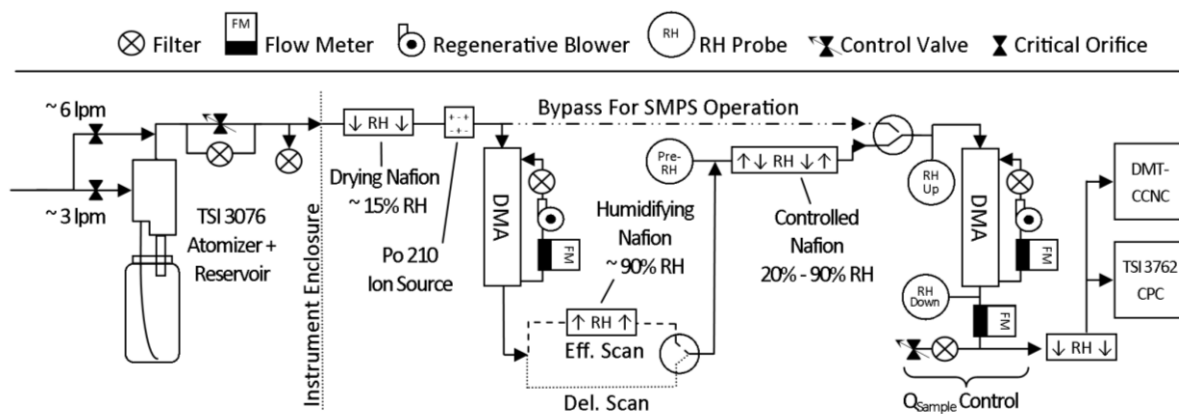 FM
RH
Filter
Flow Meter
Regenerative Blower
RH Probe
Control Valve
Critical Orifice
~ 6 lpm
~ 3 lpm
TSI 3076
Atomizer +
Reservoir
Instrument Enclosure
↓ RH ↓
Drying Nafion
~ 15% RH
+ - +
- + -
Po 210
Ion Source
Bypass For SMPS Operation
DMA
FM
Humidifying
Nafion
~ 90% RH
↑ RH ↑
Eff. Scan
Del. Scan
Pre-
RH
↑↓ RH ↓↑
Controlled
Nafion
20% - 90% RH
RH
Up
DMA
FM
RH
Down
FM
QSample Control
↓ RH ↓
DMT-
CCNC
TSI 3762
CPC